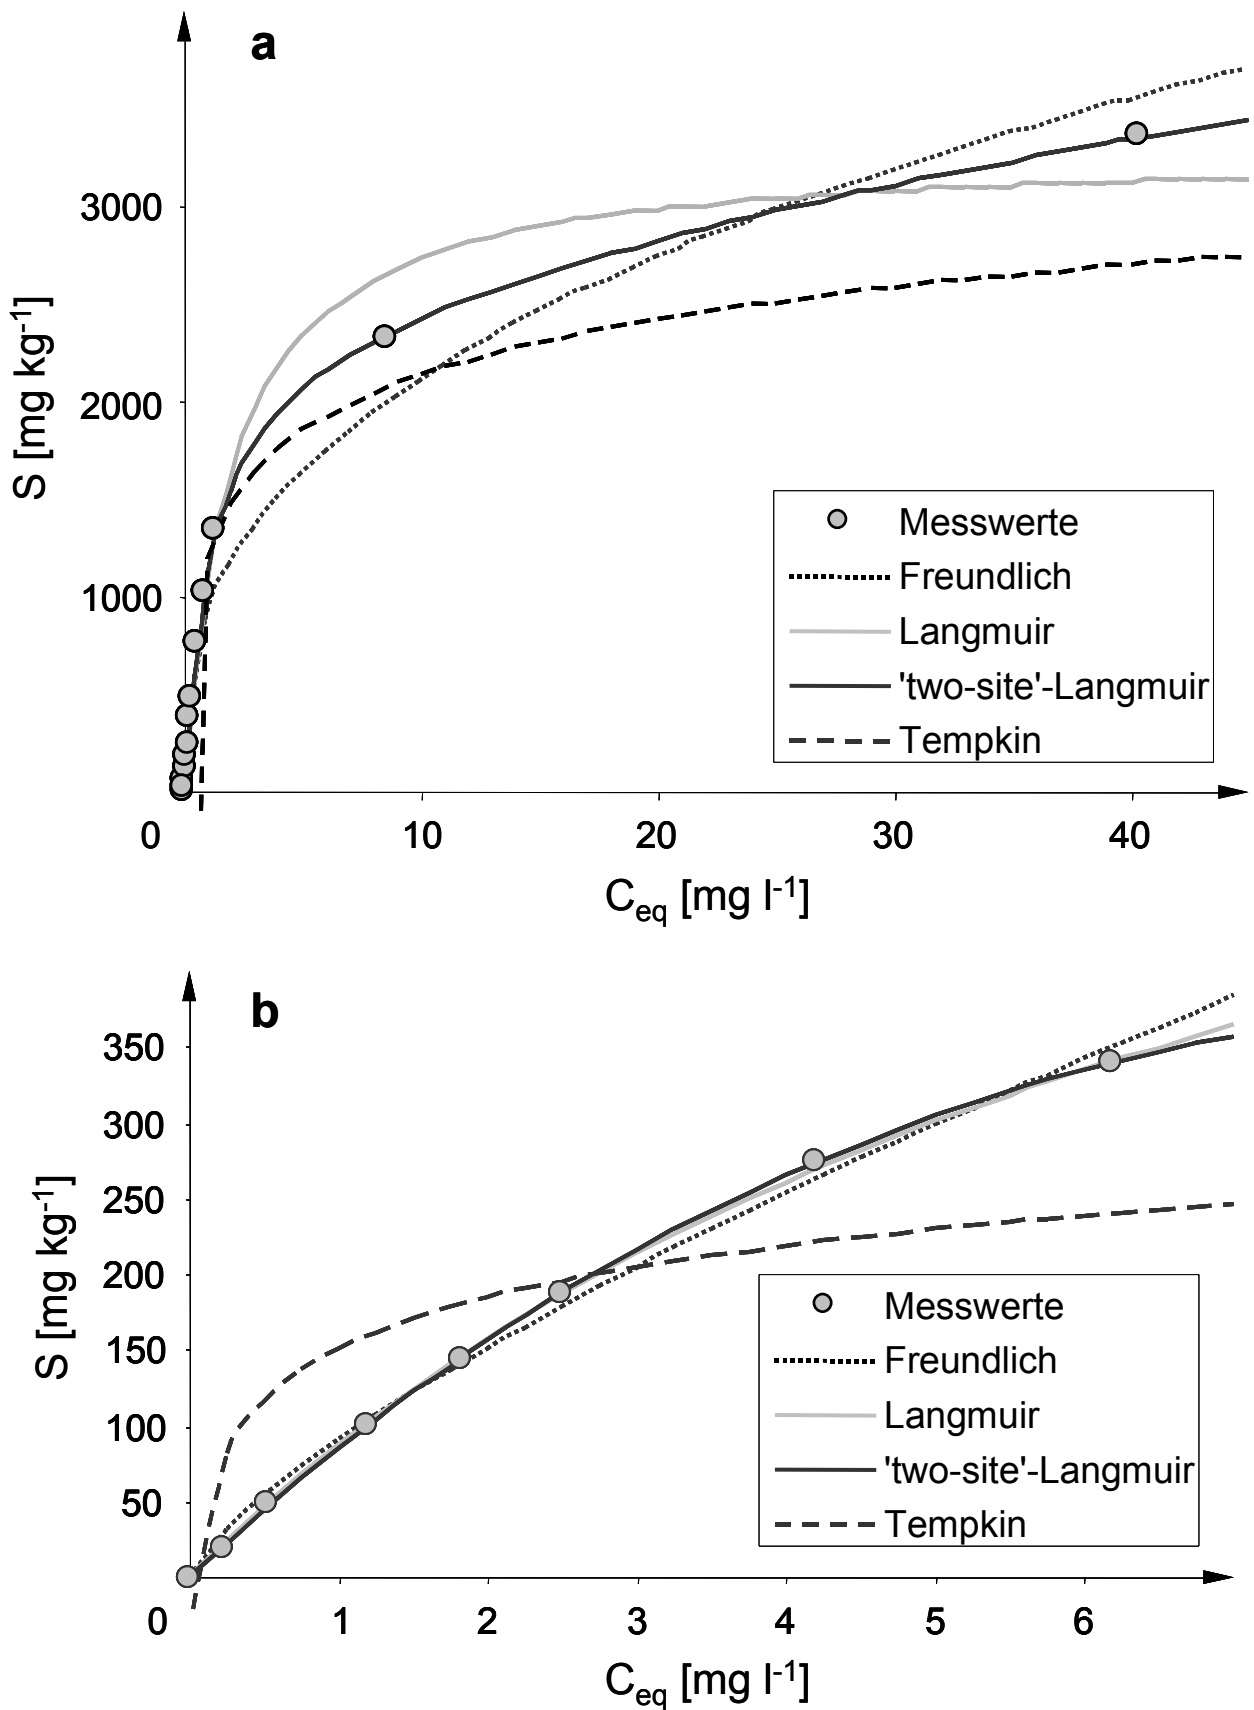 a
3000
2000
1000
0
10
20
30
40
S [mg kg⁻¹]
C_eq [mg l⁻¹]
Messwerte
Freundlich
Langmuir
'two-site'-Langmuir
Tempkin
b
350
300
250
200
150
100
50
0
1
2
3
4
5
6
S [mg kg⁻¹]
C_eq [mg l⁻¹]
Messwerte
Freundlich
Langmuir
'two-site'-Langmuir
Tempkin